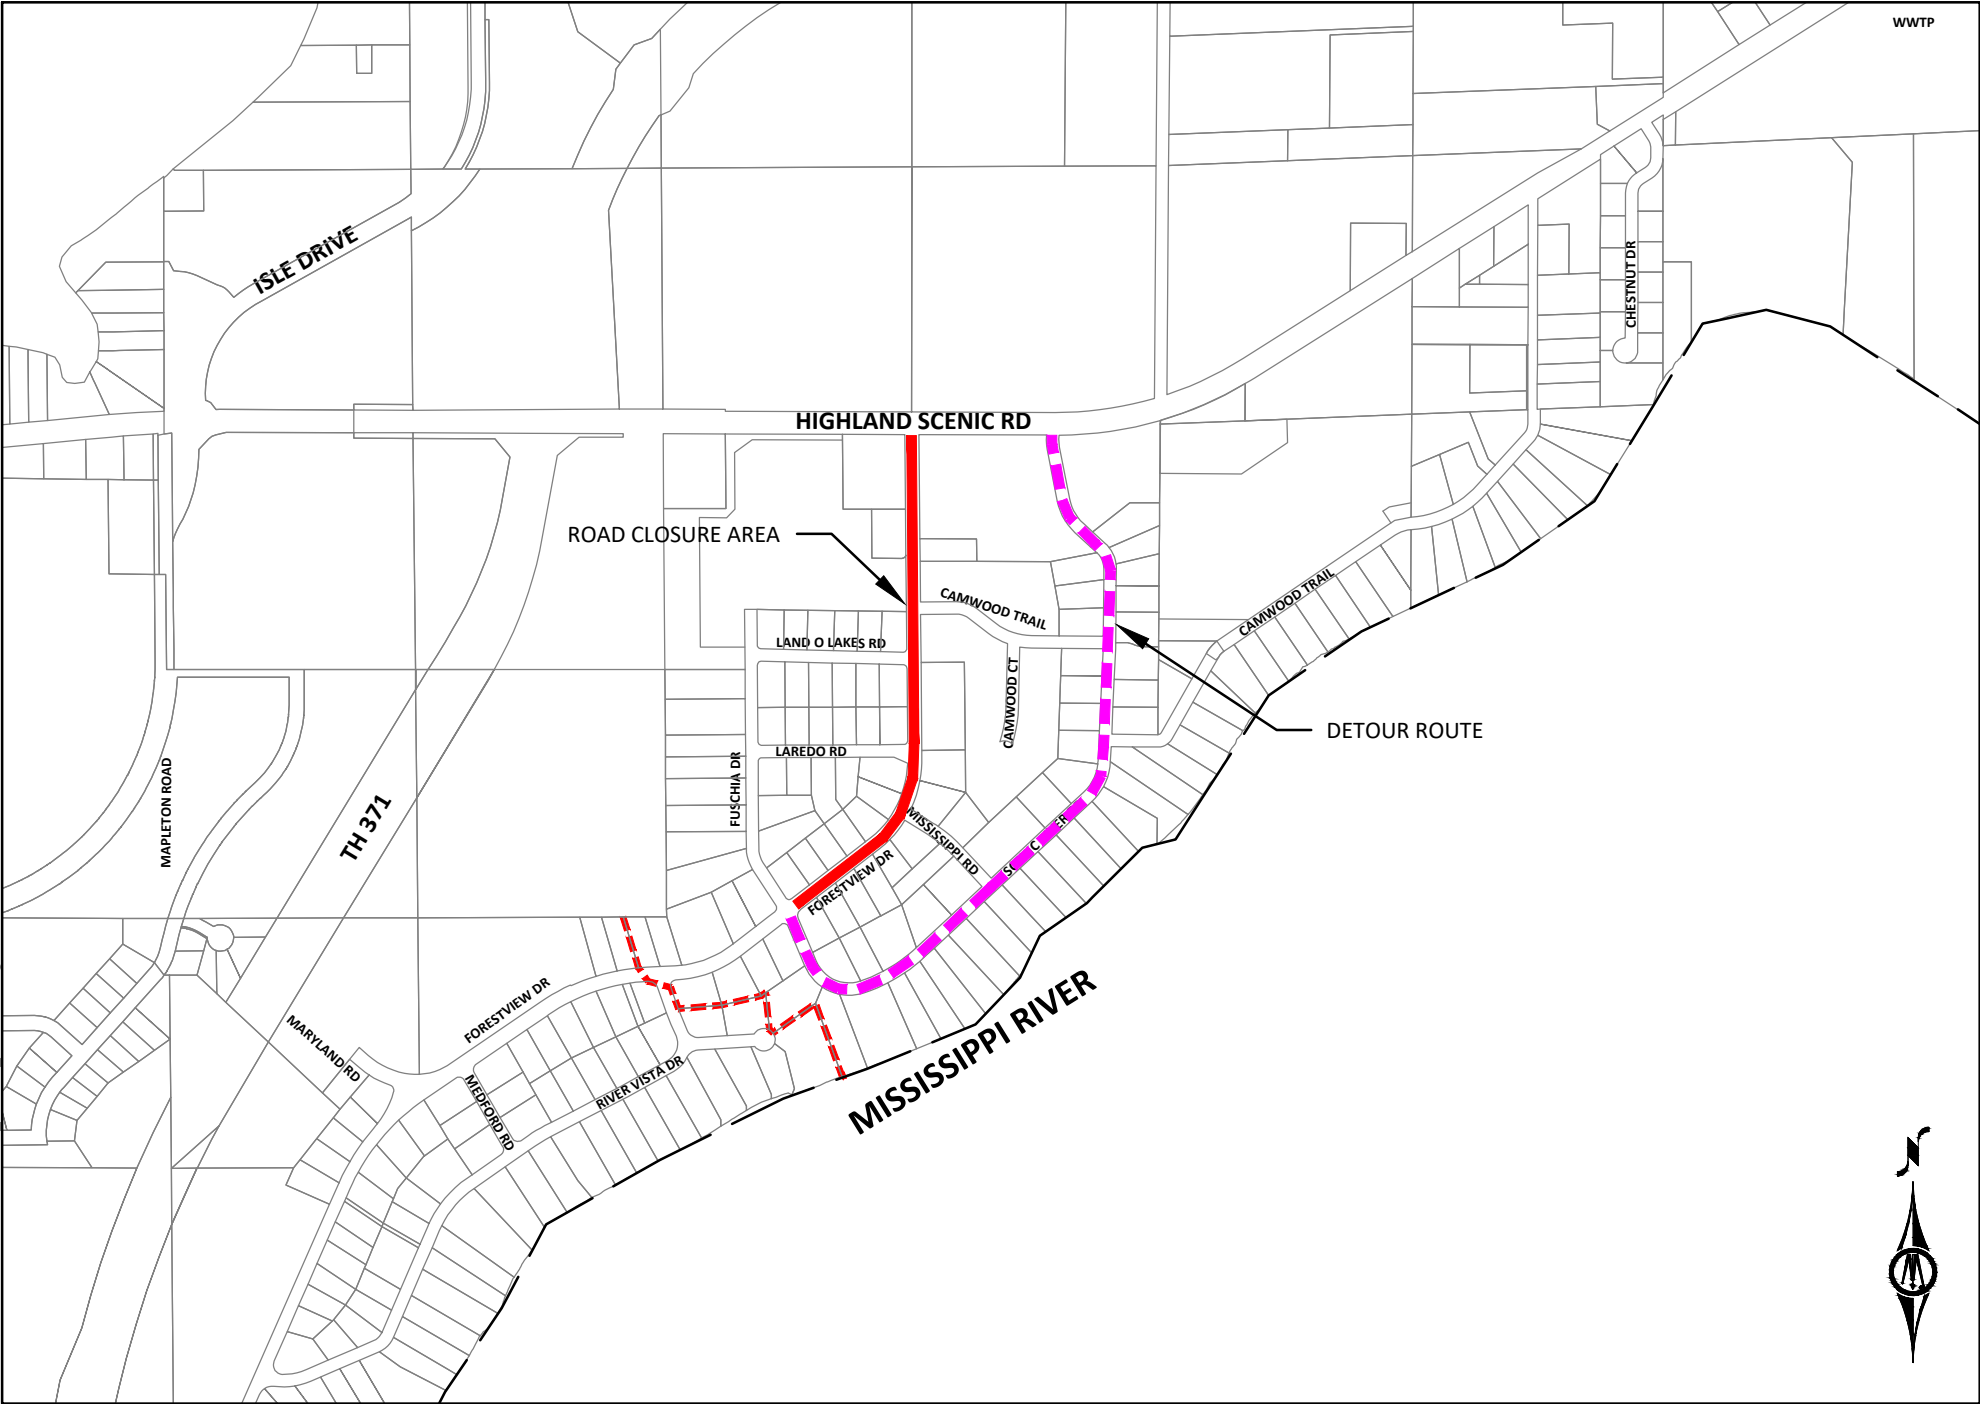 WWTP
ISLE DRIVE
HIGHLAND SCENIC RD
CHESTNUT DR
ROAD CLOSURE AREA
CAMWOOD TRAIL
CAMWOOD TRAIL
LAND O LAKES RD
CAMWOOD CT
DETOUR ROUTE
LAREDO RD
FUSCHIA DR
MAPLETON ROAD
TH 371
MISSISSIPPI RD
FORESTVIEW DR
FORESTVIEW DR
MARYLAND RD
MEDFORD RD
RIVER VISTA DR
MISSISSIPPI RIVER
N